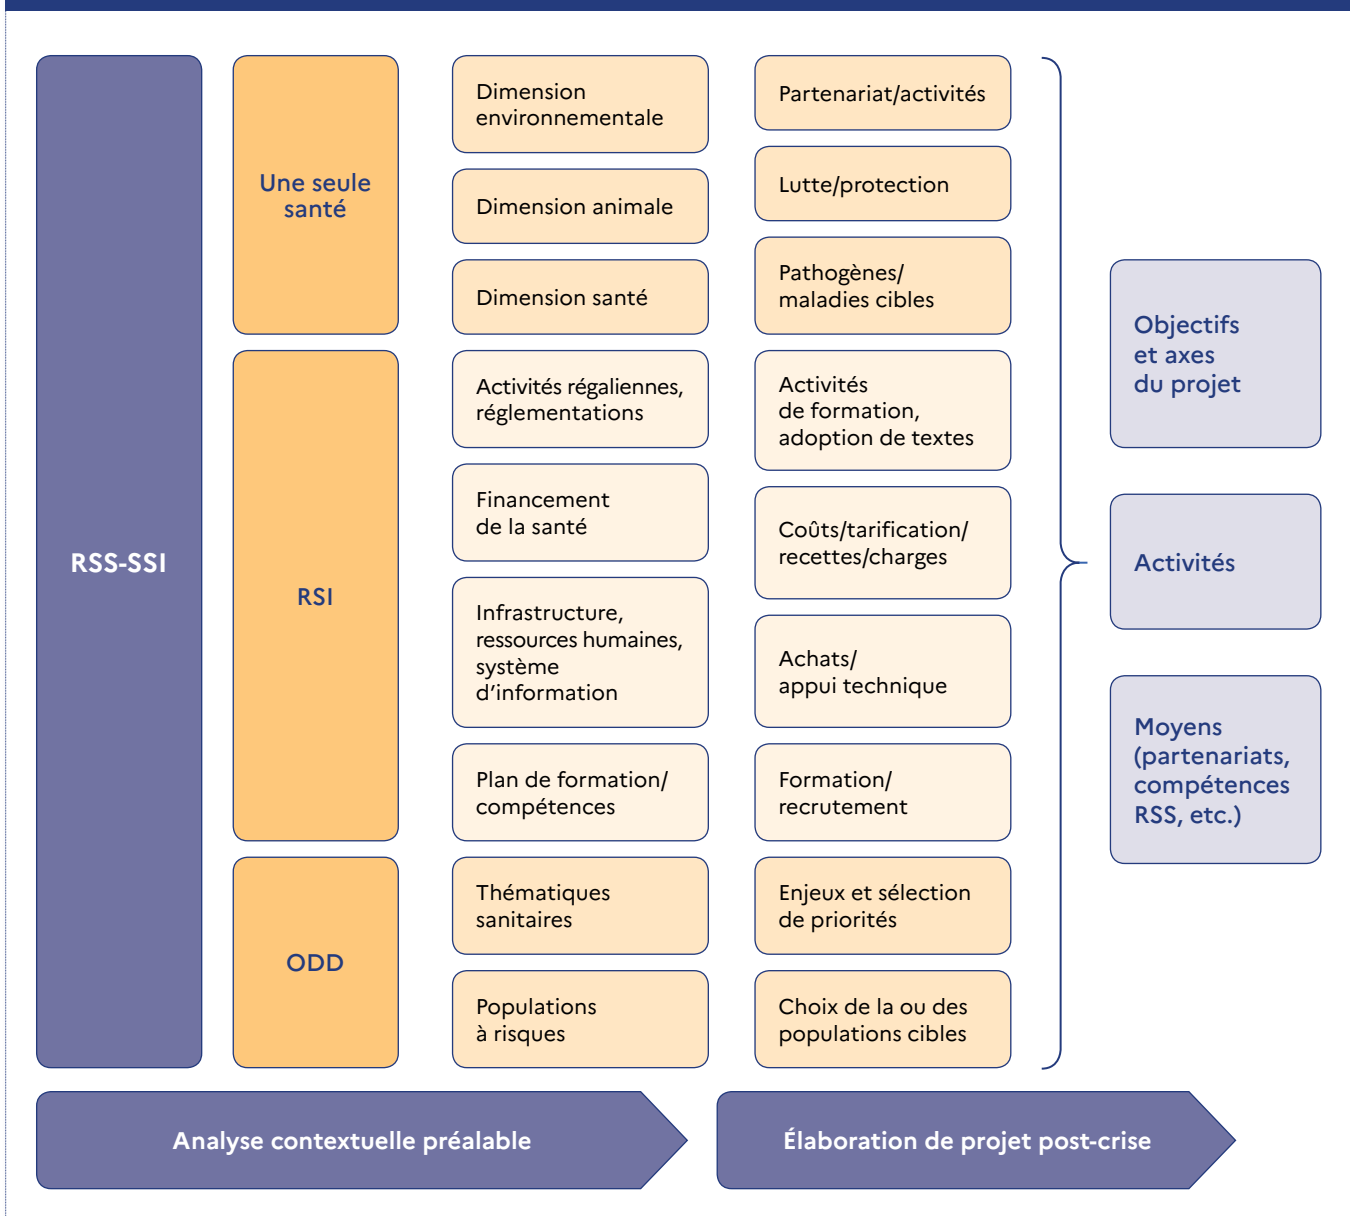 RSS-SSI
Une seule
santé
Dimension
environnementale
Dimension animale
Dimension santé
Partenariat/activités
Lutte/protection
Pathogènes/
maladies cibles
RSI
Activités régaliennes,
réglementations
Financement
de la santé
Infrastructure,
ressources humaines,
système
d’information
Plan de formation/
compétences
Activités
de formation,
adoption de textes
Coûts/tarification/
recettes/charges
Achats/
appui technique
Formation/
recrutement
ODD
Thématiques
sanitaires
Populations
à risques
Enjeux et sélection
de priorités
Choix de la ou des
populations cibles
Objectifs
et axes
du projet
Activités
Moyens
(partenariats,
compétences
RSS, etc.)
Analyse contextuelle préalable
Élaboration de projet post-crise